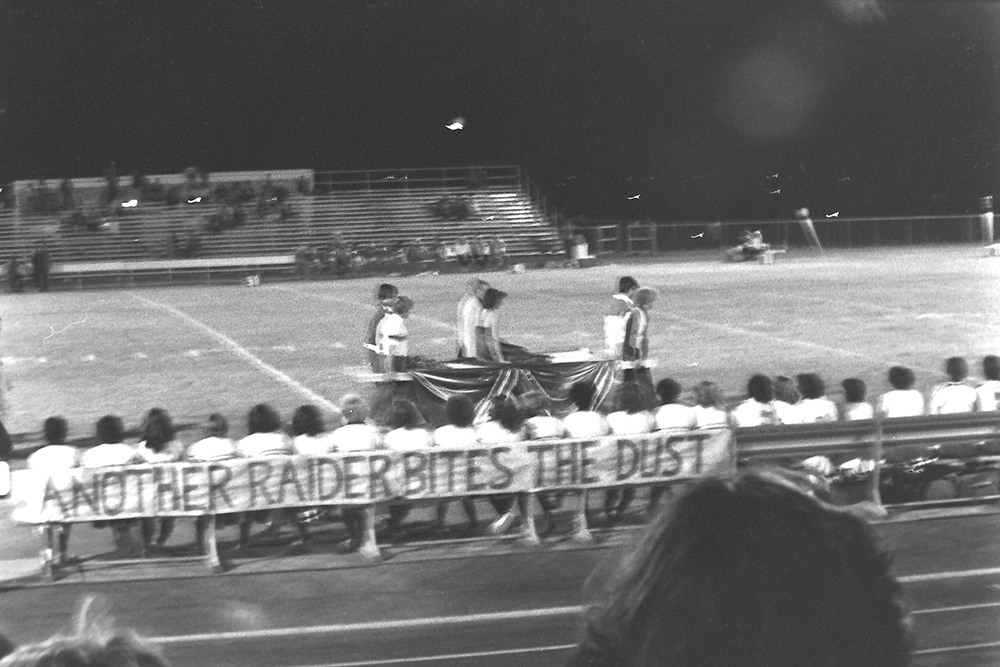 ANOTHER RAIDER BITES THE DUST